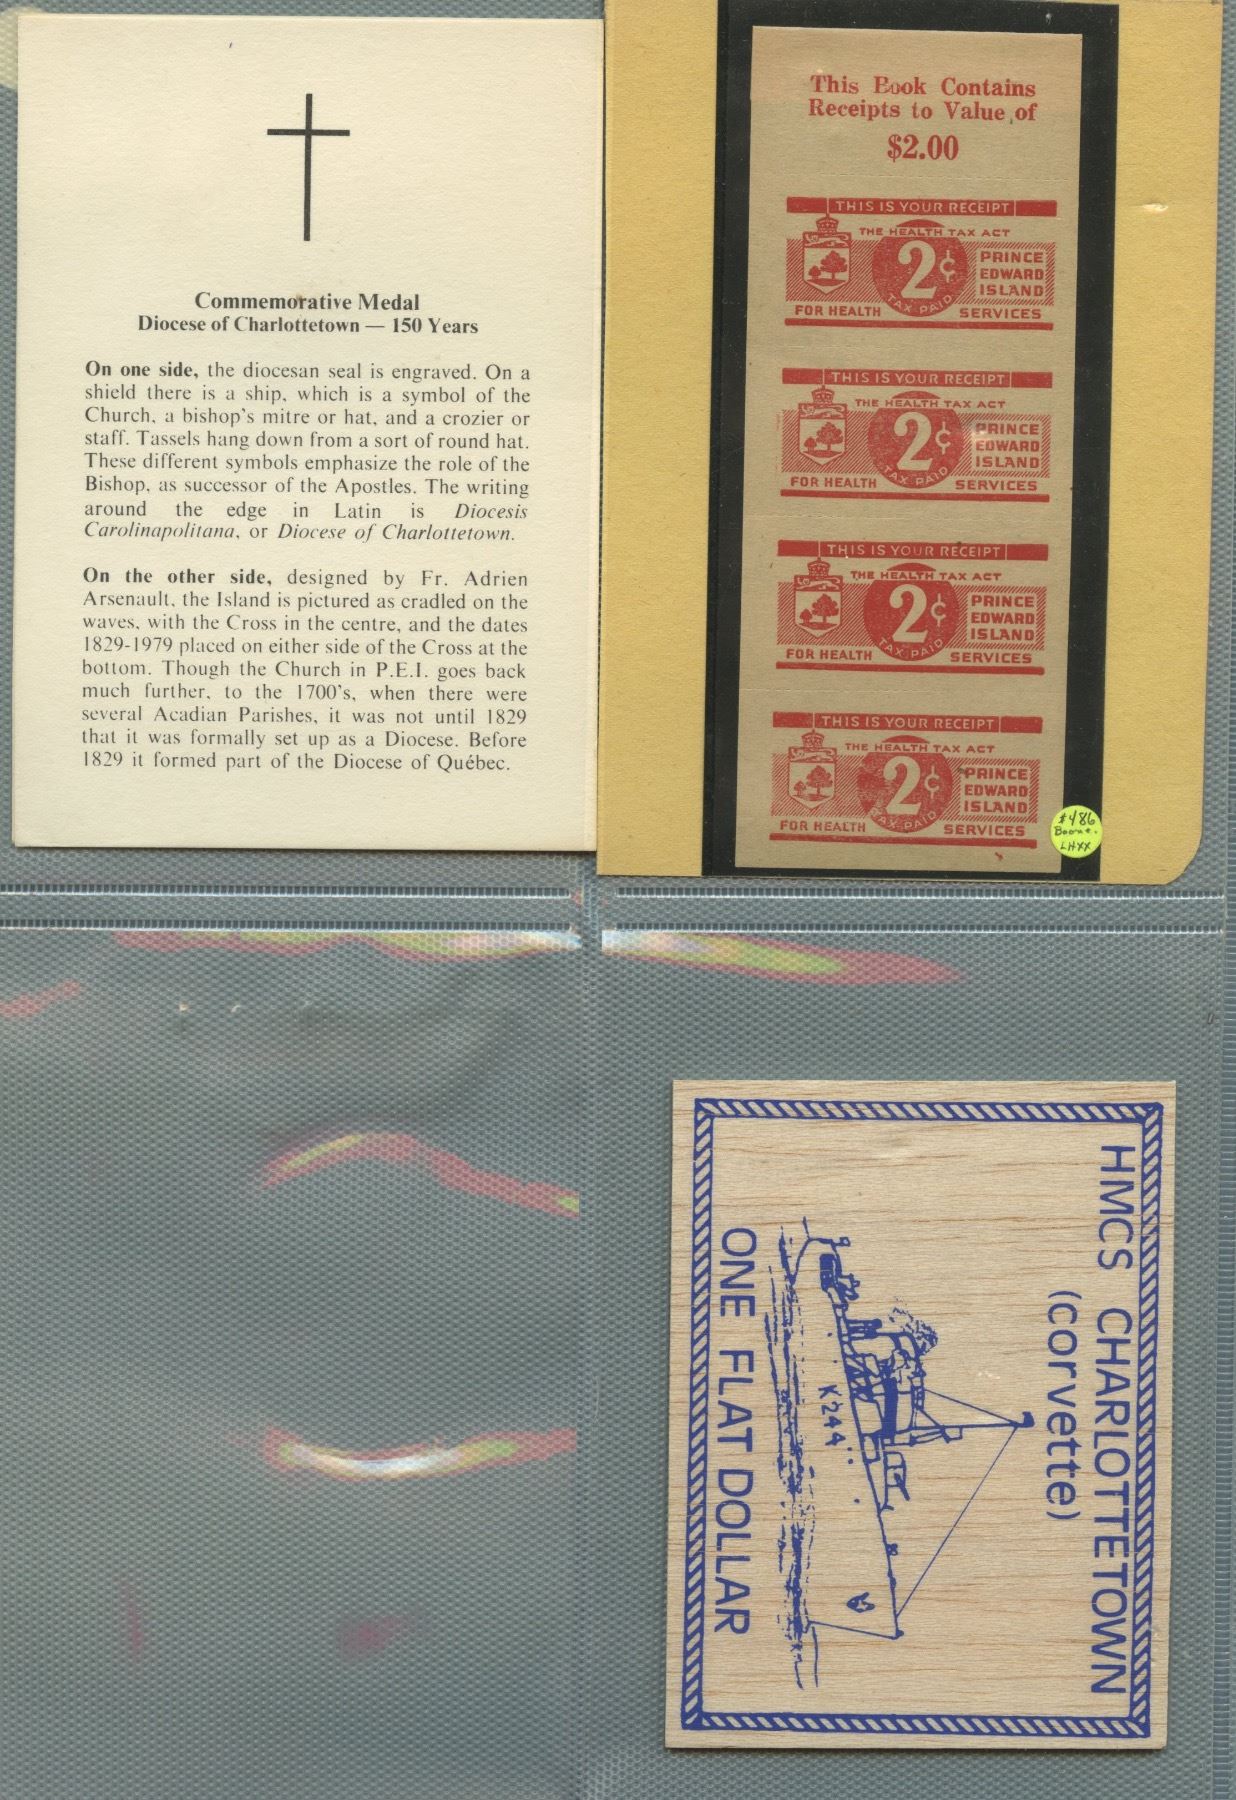 Commemorative Medal
Diocese of Charlottetown — 150 Years
On one side, the diocesan seal is engraved. On a
shield there is a ship, which is a symbol of the
Church, a bishop's mitre or hat, and a crozier or
staff. Tassels hang down from a sort of round hat.
These different symbols emphasize the role of the
Bishop, as successor of the Apostles. The writing
around the edge in Latin is Diocesis
Carolinapolitana, or Diocese of Charlottetown.
On the other side, designed by Fr. Adrien
Arsenault, the Island is pictured as cradled on the
waves, with the Cross in the centre, and the dates
1829-1979 placed on either side of the Cross at the
bottom. Though the Church in P.E.I. goes back
much further, to the 1700's, when there were
several Acadian Parishes, it was not until 1829
that it was formally set up as a Diocese. Before
1829 it formed part of the Diocese of Québec.
This Book Contains
Receipts to Value of
$2.00
THIS IS YOUR RECEIPT
THE HEALTH TAX ACT
2¢
TAX PAID
PRINCE
EDWARD
ISLAND
FOR HEALTH SERVICES
THIS IS YOUR RECEIPT
THE HEALTH TAX ACT
2¢
TAX PAID
PRINCE
EDWARD
ISLAND
FOR HEALTH SERVICES
THIS IS YOUR RECEIPT
THE HEALTH TAX ACT
2¢
TAX PAID
PRINCE
EDWARD
ISLAND
FOR HEALTH SERVICES
THIS IS YOUR RECEIPT
THE HEALTH TAX ACT
2¢
TAX PAID
PRINCE
EDWARD
ISLAND
FOR HEALTH SERVICES
#486
LHXX
HMCS CHARLOTTETOWN
(corvette)
K244
ONE FLAT DOLLAR